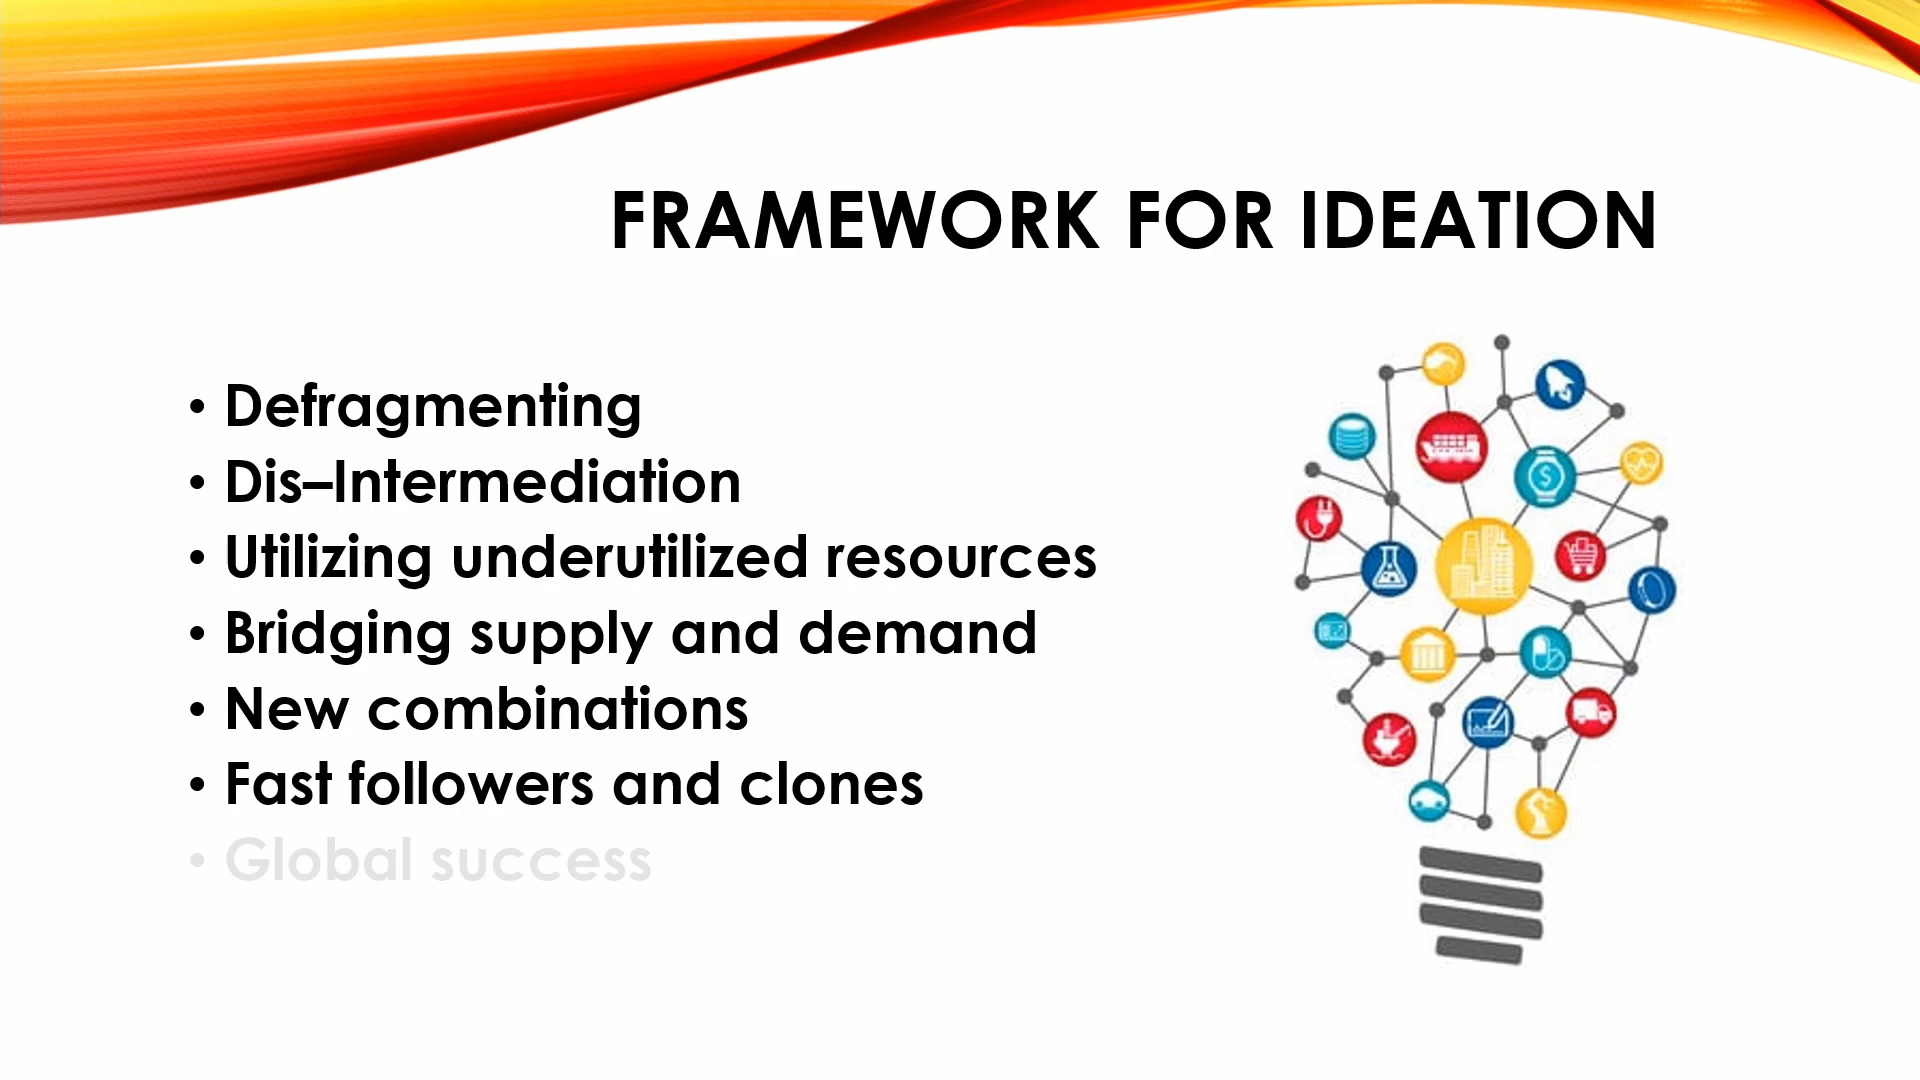 FRAMEWORK FOR IDEATION
• Defragmenting
• Dis–Intermediation
• Utilizing underutilized resources
• Bridging supply and demand
• New combinations
• Fast followers and clones
• Global success